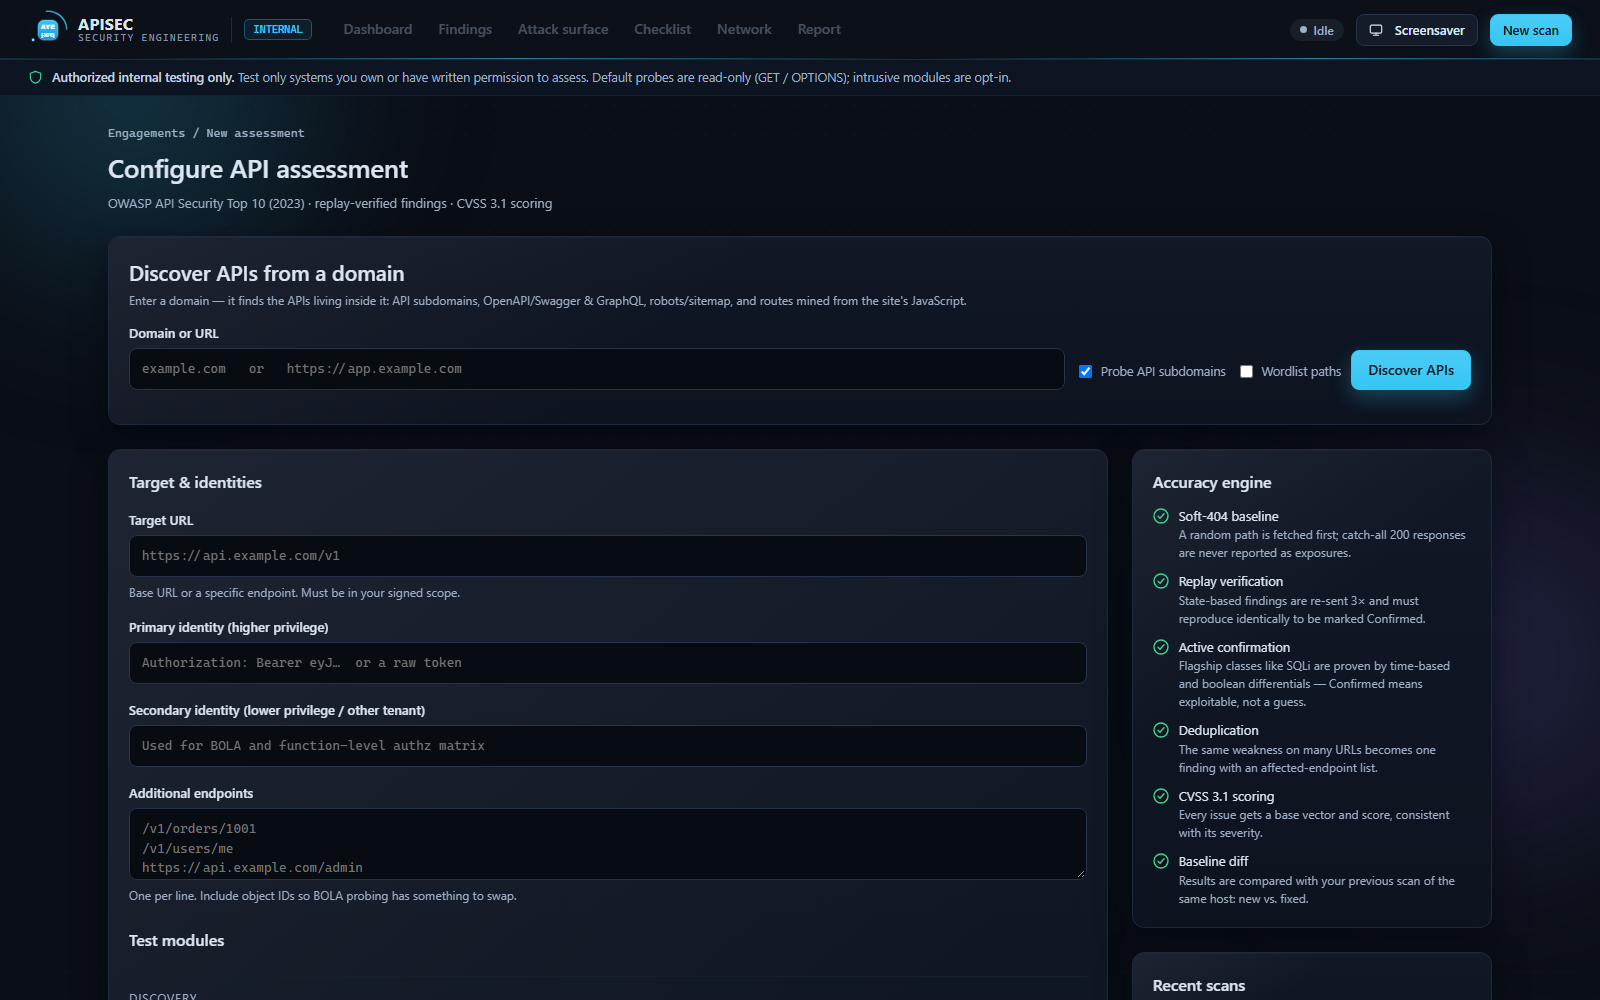 APISEC
SECURITY ENGINEERING
INTERNAL
Dashboard
Findings
Attack surface
Checklist
Network
Report
Idle
Screensaver
New scan
Authorized internal testing only. Test only systems you own or have written permission to assess. Default probes are read-only (GET / OPTIONS); intrusive modules are opt-in.
Engagements / New assessment
Configure API assessment
OWASP API Security Top 10 (2023) · replay-verified findings · CVSS 3.1 scoring
Discover APIs from a domain
Enter a domain — it finds the APIs living inside it: API subdomains, OpenAPI/Swagger & GraphQL, robots/sitemap, and routes mined from the site's JavaScript.
Domain or URL
example.com   or   https://app.example.com
Probe API subdomains
Wordlist paths
Discover APIs
Target & identities
Target URL
https://api.example.com/v1
Base URL or a specific endpoint. Must be in your signed scope.
Primary identity (higher privilege)
Authorization: Bearer eyJ…  or a raw token
Secondary identity (lower privilege / other tenant)
Used for BOLA and function-level authz matrix
Additional endpoints
/v1/orders/1001
/v1/users/me
https://api.example.com/admin
One per line. Include object IDs so BOLA probing has something to swap.
Test modules
DISCOVERY
Accuracy engine
Soft-404 baseline
A random path is fetched first; catch-all 200 responses
are never reported as exposures.
Replay verification
State-based findings are re-sent 3× and must
reproduce identically to be marked Confirmed.
Active confirmation
Flagship classes like SQLi are proven by time-based
and boolean differentials — Confirmed means
exploitable, not a guess.
Deduplication
The same weakness on many URLs becomes one
finding with an affected-endpoint list.
CVSS 3.1 scoring
Every issue gets a base vector and score, consistent
with its severity.
Baseline diff
Results are compared with your previous scan of the
same host: new vs. fixed.
Recent scans